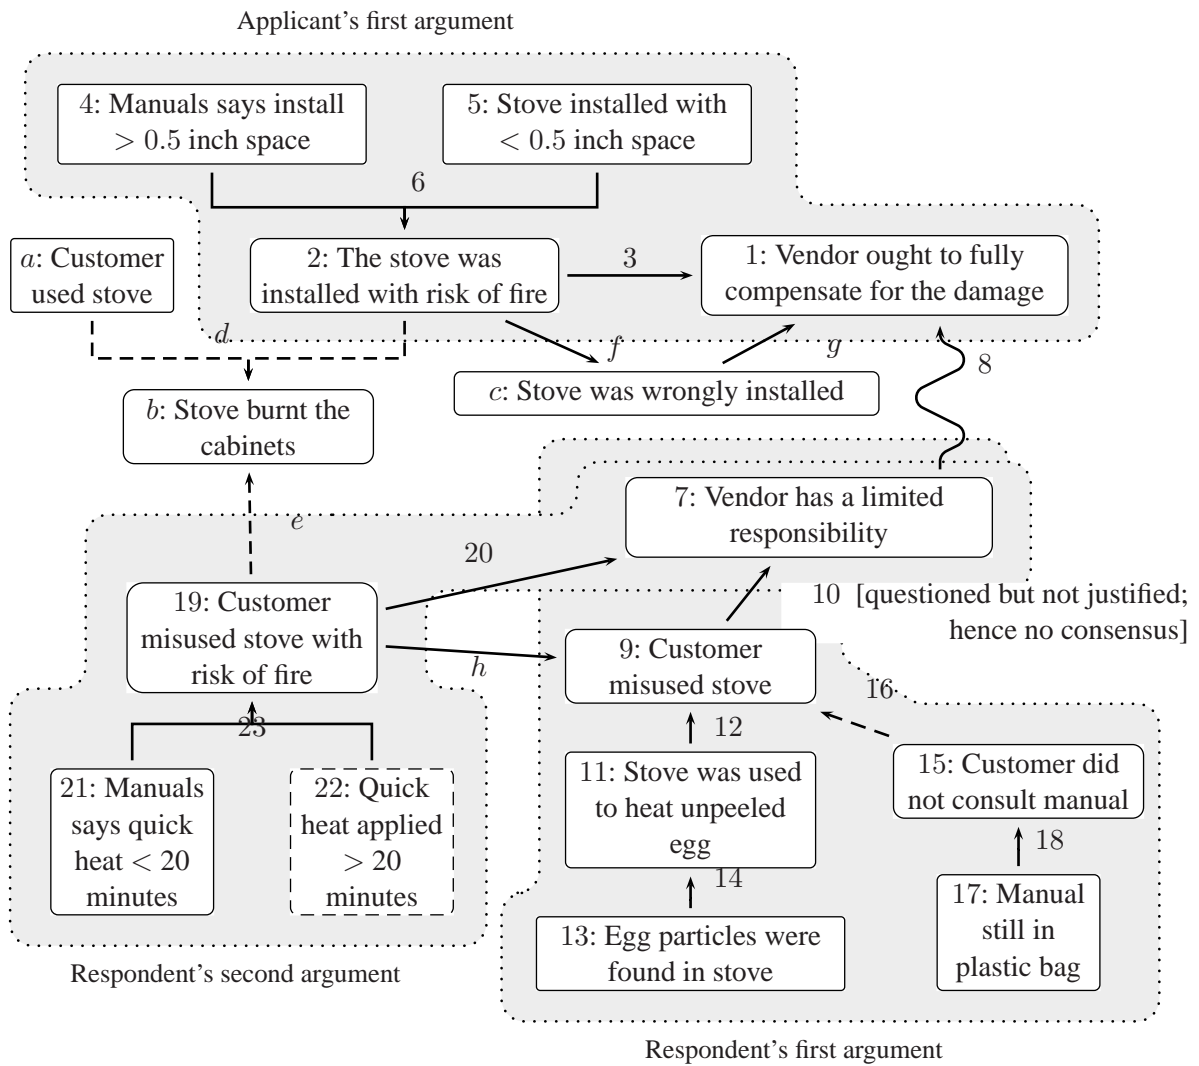 Applicant's first argument
4: Manuals says install
> 0.5 inch space
5: Stove installed with
< 0.5 inch space
6
a: Customer
used stove
2: The stove was
installed with risk of fire
3
1: Vendor ought to fully
compensate for the damage
d
f
g
8
c: Stove was wrongly installed
b: Stove burnt the
cabinets
7: Vendor has a limited
responsibility
e
20
10 [questioned but not justified;
hence no consensus]
19: Customer
misused stove with
risk of fire
h
9: Customer
misused stove
16
23
12
21: Manuals
says quick
heat < 20
minutes
22: Quick
heat applied
> 20
minutes
11: Stove was used
to heat unpeeled
egg
15: Customer did
not consult manual
18
14
13: Egg particles were
found in stove
17: Manual
still in
plastic bag
Respondent's second argument
Respondent's first argument